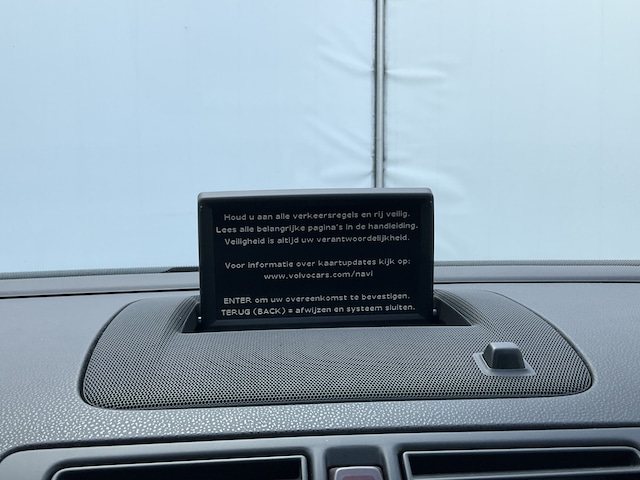 Houd u aan alle verkeersregels en rij veilig.
Lees alle belangrijke pagina's in de handleiding.
Veiligheid is altijd uw verantwoordelijkheid.
Voor informatie over kaartupdates kijk op:
www.volvocars.com/navi
ENTER om uw overeenkomst te bevestigen.
TERUG (BACK) = afwijzen en systeem sluiten.